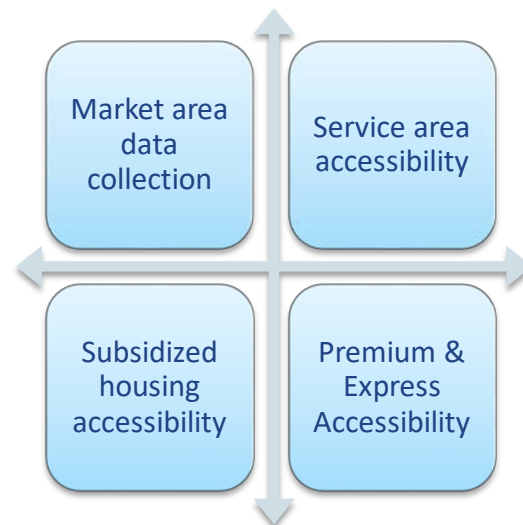 Market area
data
collection
Service area
accessibility
Subsidized
housing
accessibility
Premium &
Express
Accessibility